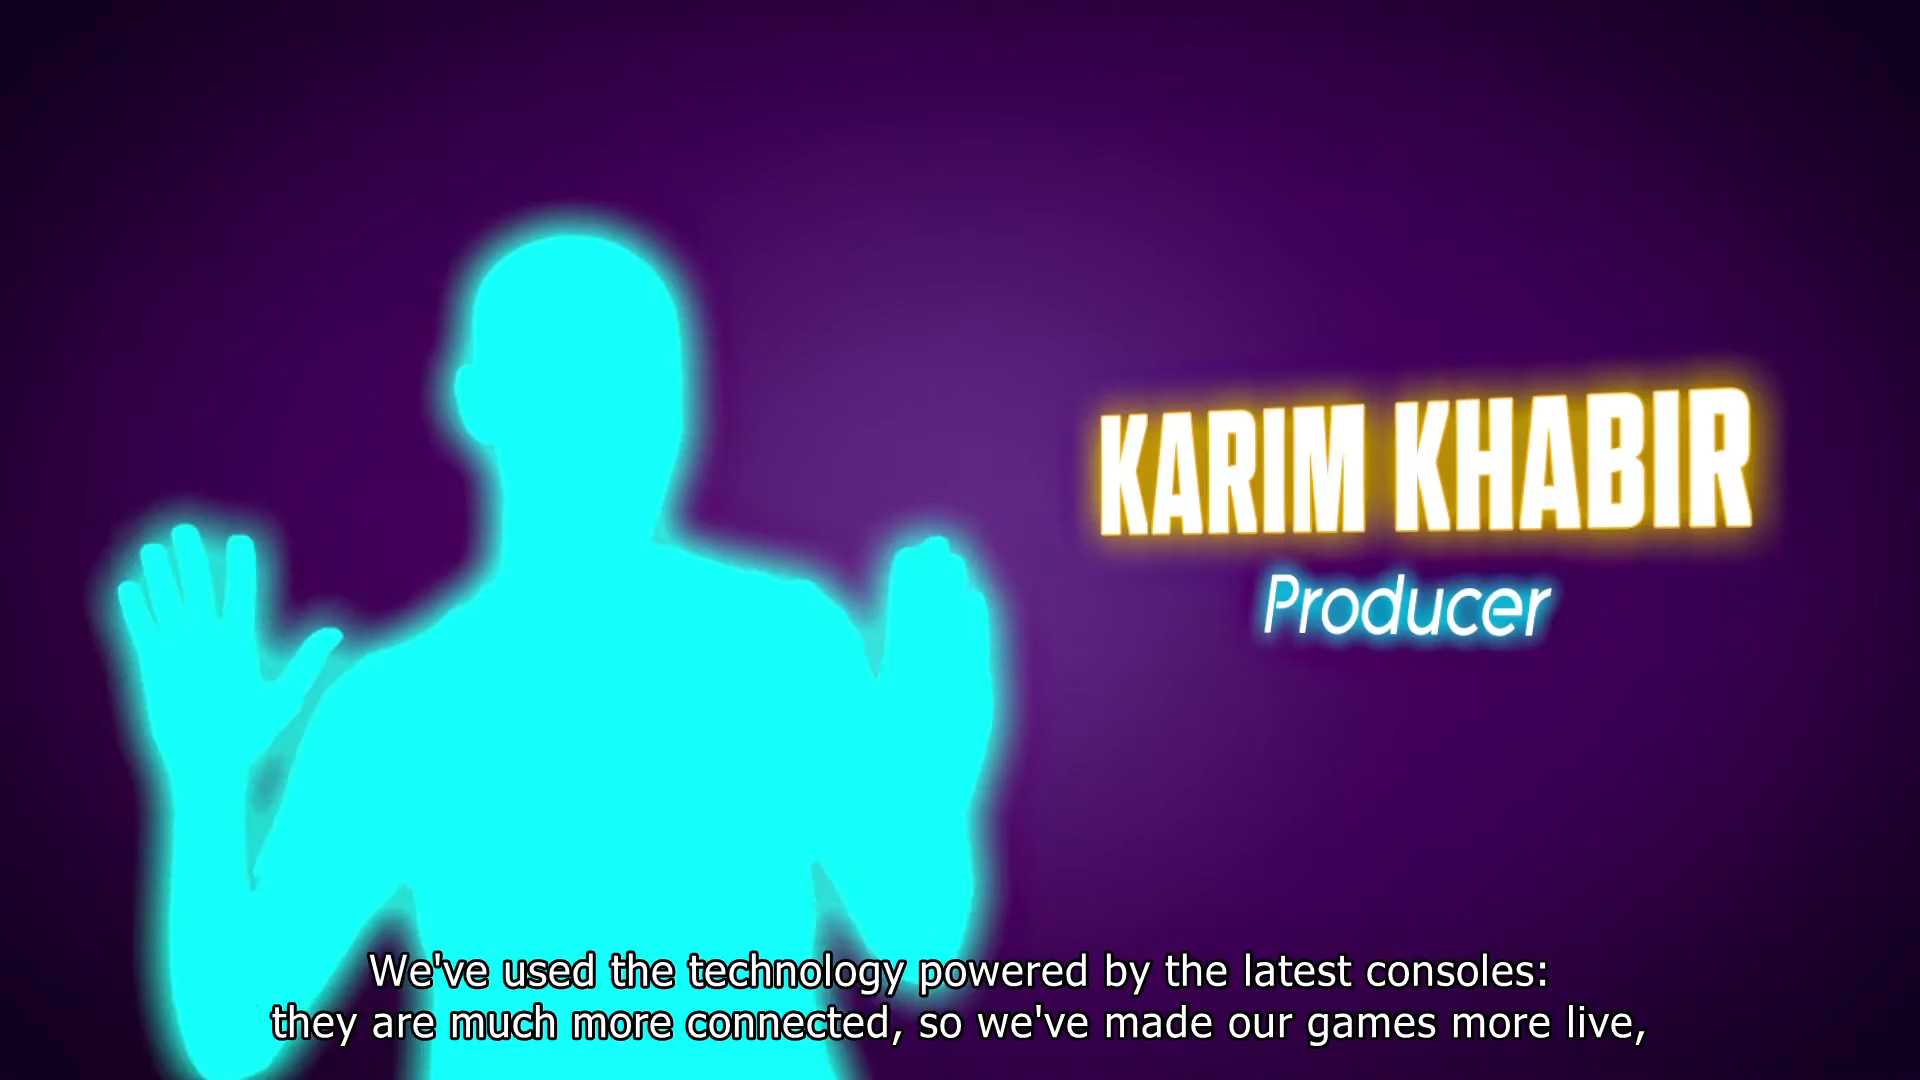 KARIM KHABIR
Producer
We've used the technology powered by the latest consoles:
they are much more connected, so we've made our games more live,